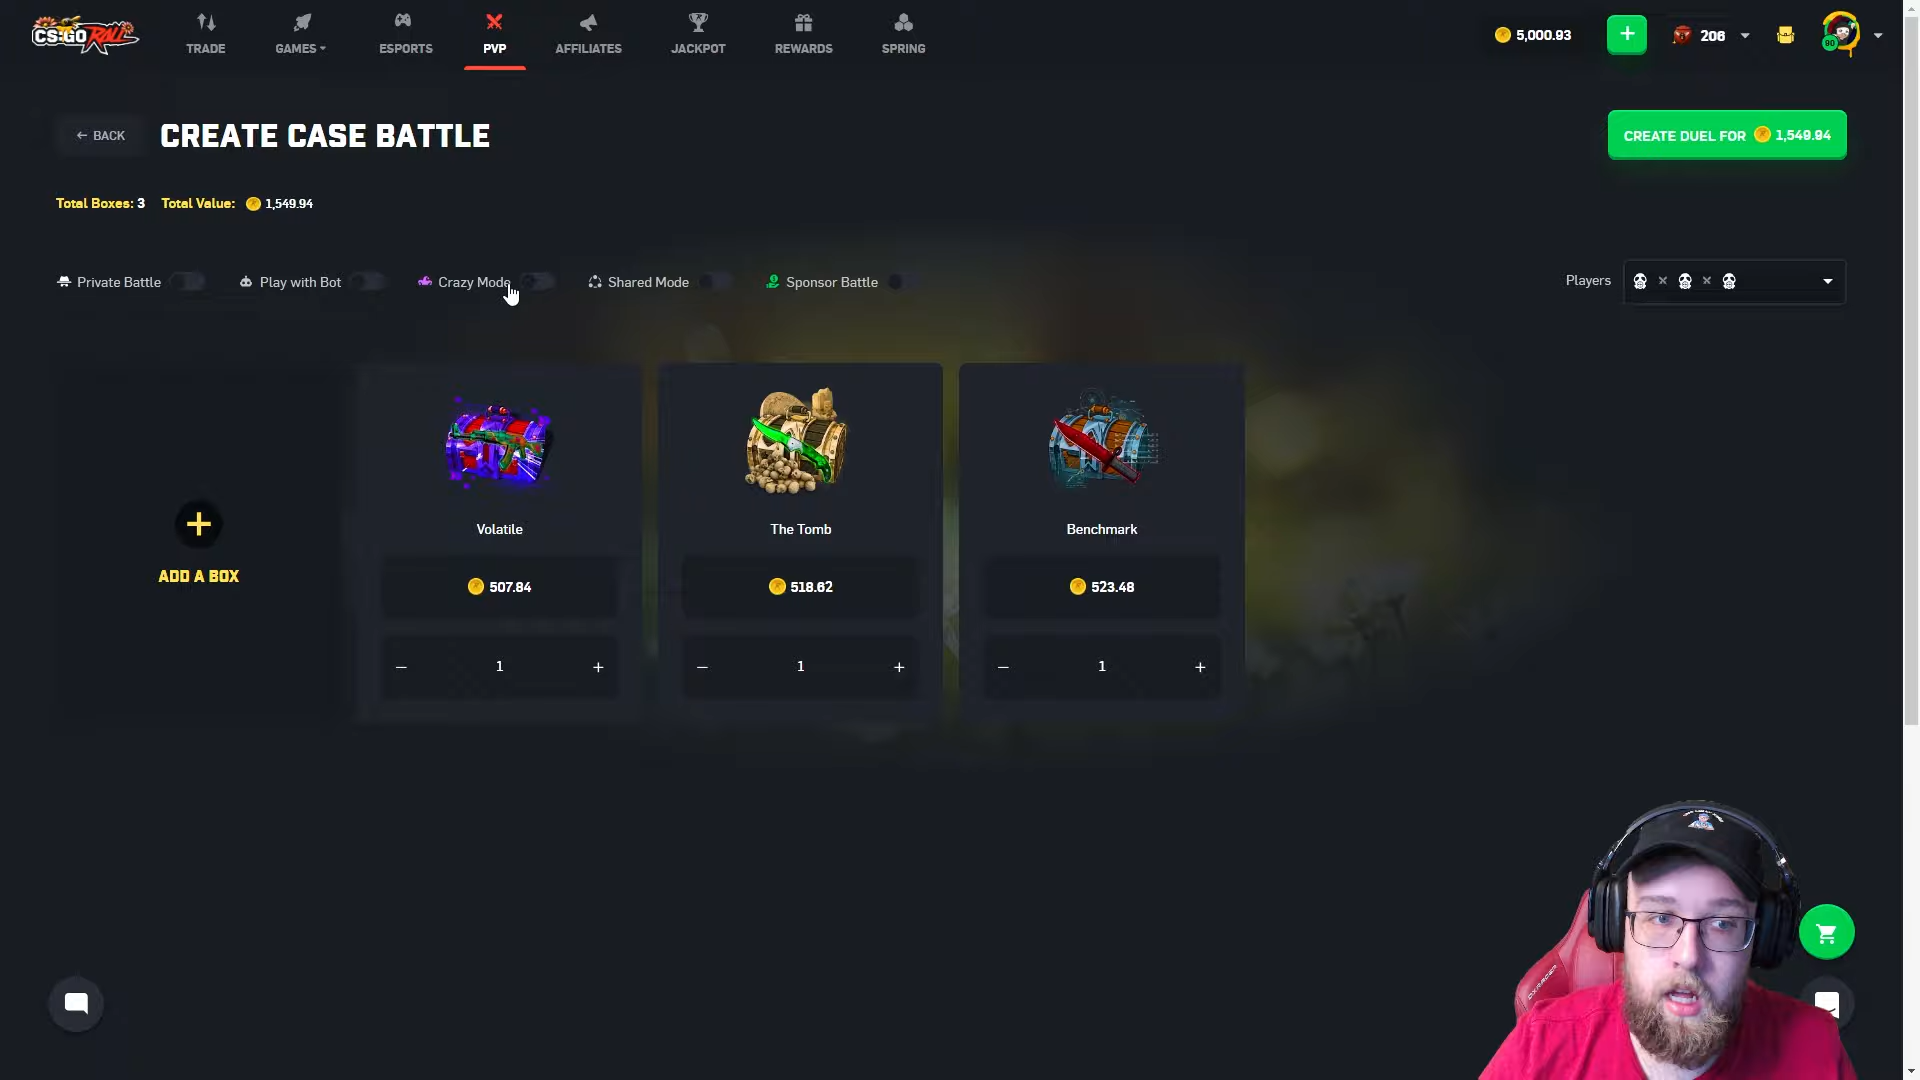 CS:GO ROLL
TRADE
GAMES
ESPORTS
PVP
AFFILIATES
JACKPOT
REWARDS
SPRING
5,000.93
+
206
90
← BACK
CREATE CASE BATTLE
CREATE DUEL FOR 1,549.94
Total Boxes: 3 Total Value: 1,549.94
Private Battle
Play with Bot
Crazy Mode
Shared Mode
Sponsor Battle
Players × ×
+
ADD A BOX
Volatile
507.84
− 1 +
The Tomb
518.62
− 1 +
Benchmark
523.48
− 1 +